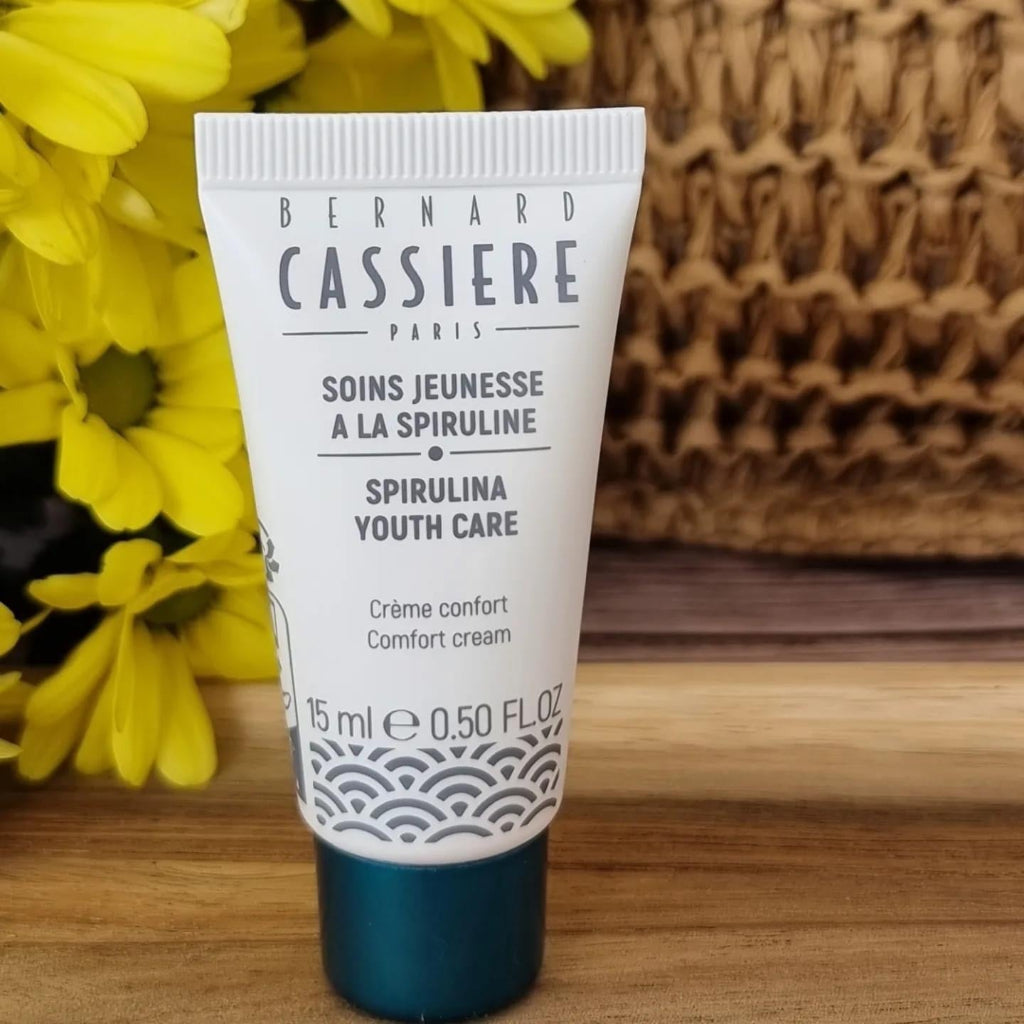 BERNARD
CASSIERE
PARIS
SOINS JEUNESSE
A LA SPIRULINE
SPIRULINA
YOUTH CARE
Crème confort
Comfort cream
15 ml e 0.50 FL.OZ